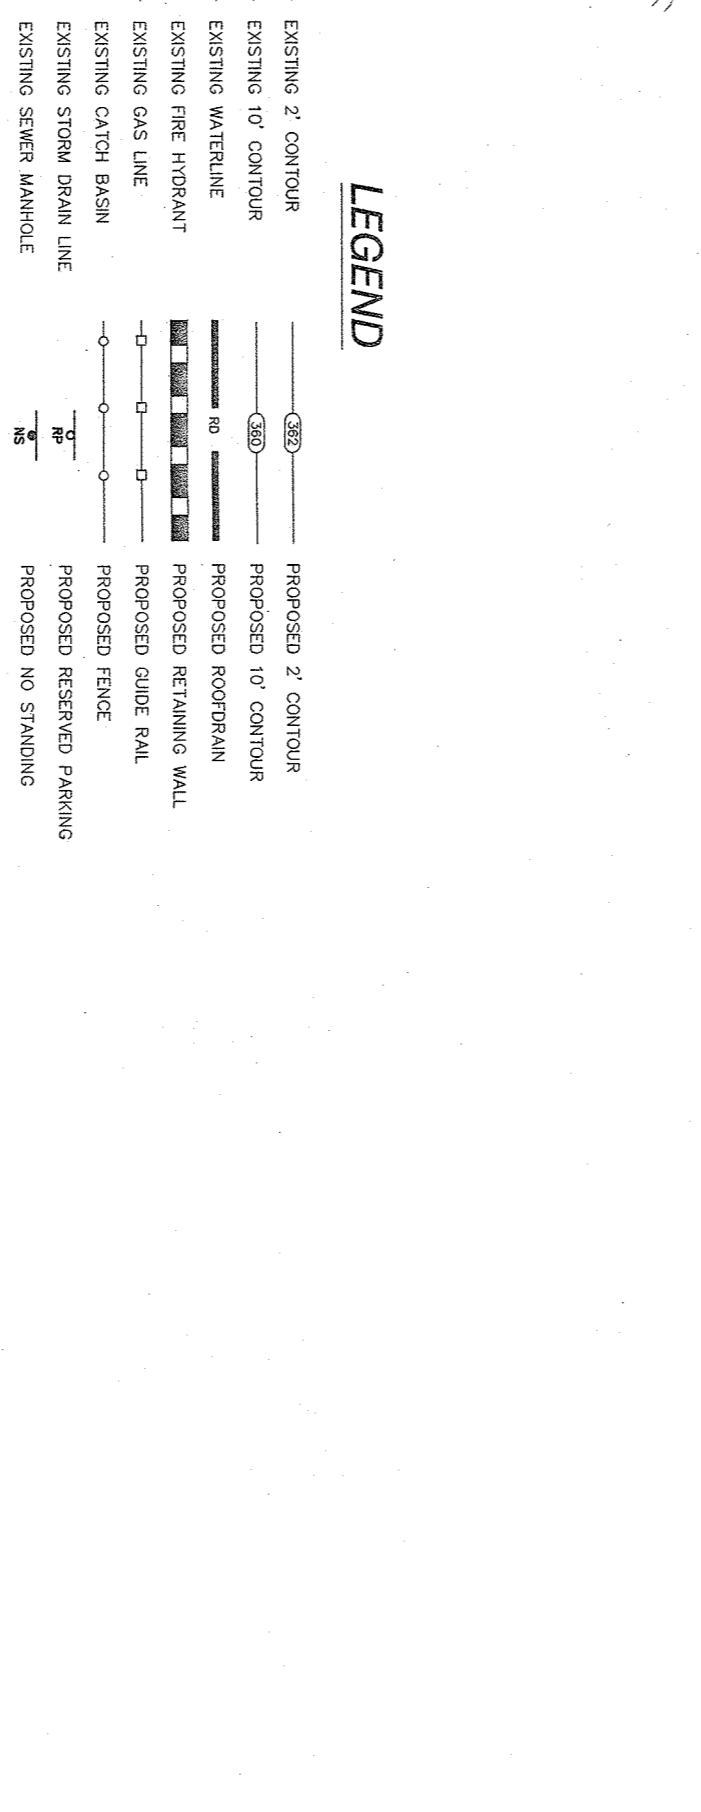 LEGEND
EXISTING 2' CONTOUR 362 PROPOSED 2' CONTOUR
EXISTING 10' CONTOUR 360 PROPOSED 10' CONTOUR
EXISTING WATERLINE RD PROPOSED ROOFDRAIN
EXISTING FIRE HYDRANT PROPOSED RETAINING WALL
EXISTING GAS LINE PROPOSED GUIDE RAIL
EXISTING CATCH BASIN PROPOSED FENCE
EXISTING STORM DRAIN LINE RP PROPOSED RESERVED PARKING
EXISTING SEWER MANHOLE NS PROPOSED NO STANDING